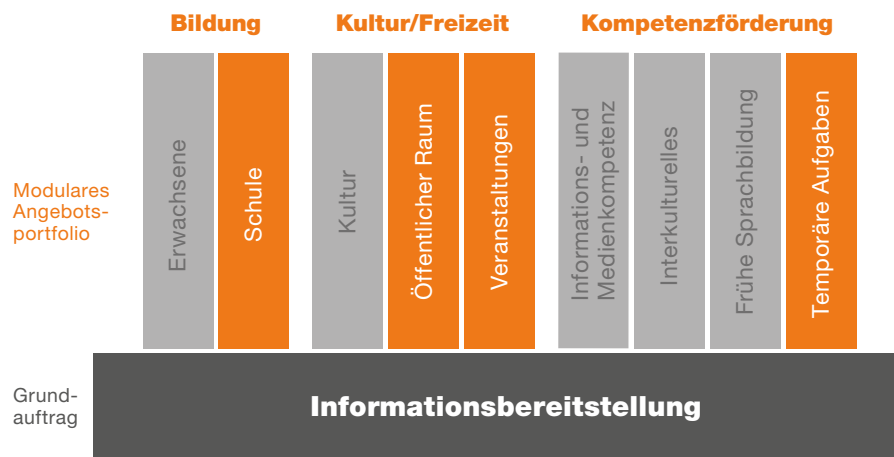 Bildung
Kultur/Freizeit
Kompetenzförderung
Modulares
Angebots-
portfolio
Erwachsene
Schule
Kultur
Öffentlicher Raum
Veranstaltungen
Informations- und
Medienkompetenz
Interkulturelles
Frühe Sprachbildung
Temporäre Aufgaben
Grund-
auftrag
Informationsbereitstellung